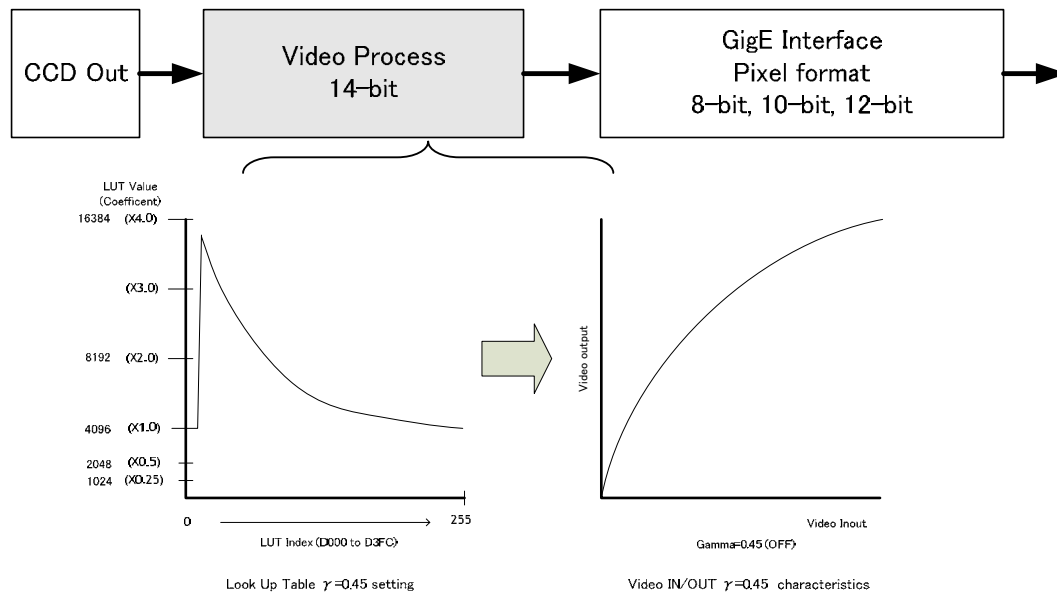 CCD Out
Video Process
14-bit
GigE Interface
Pixel format
8-bit, 10-bit, 12-bit
LUT Value
(Coefficent)
16384 (X4.0)
(X3.0)
8192 (X2.0)
4096 (X1.0)
2048 (X0.5)
1024 (X0.25)
0
255
LUT Index (D000 to D3FC)
Look Up Table γ=0.45 setting
Video output
Video Inout
Gamma=0.45 (OFF)
Video IN/OUT γ=0.45 characteristics